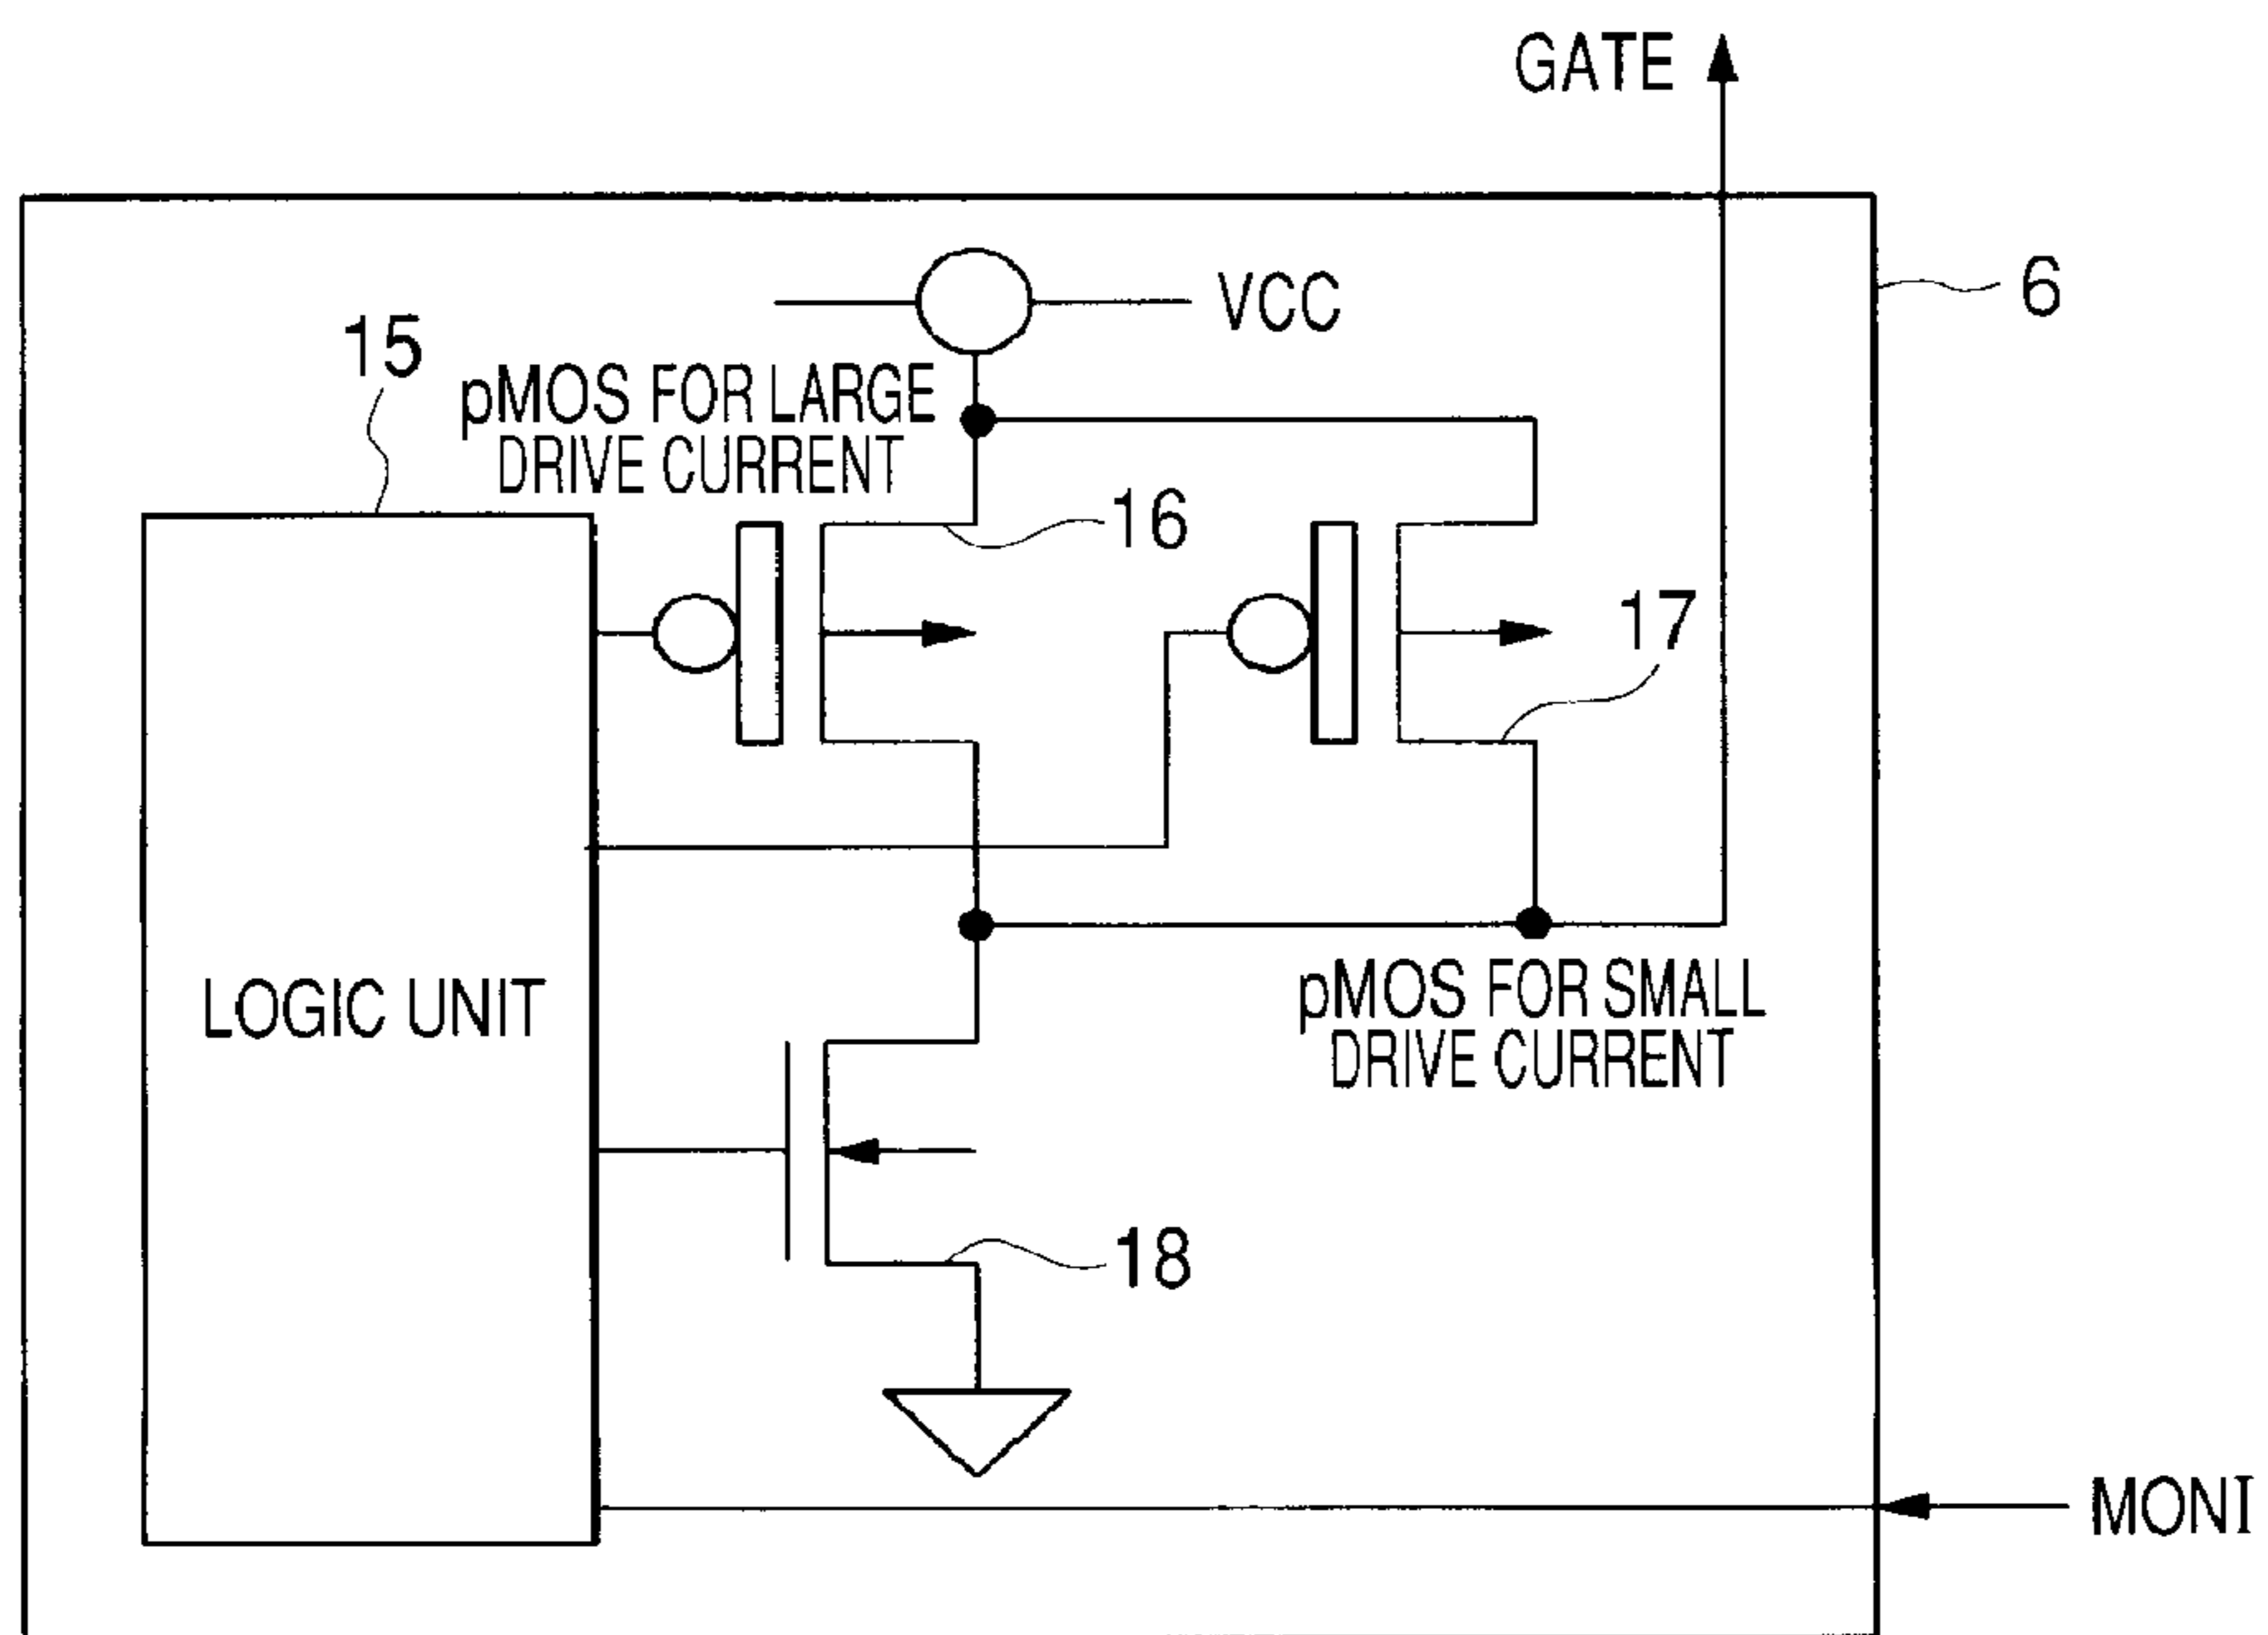 GATE
6
VCC
15
pMOS FOR LARGE
DRIVE CURRENT
16
17
LOGIC UNIT
pMOS FOR SMALL
DRIVE CURRENT
18
MONI